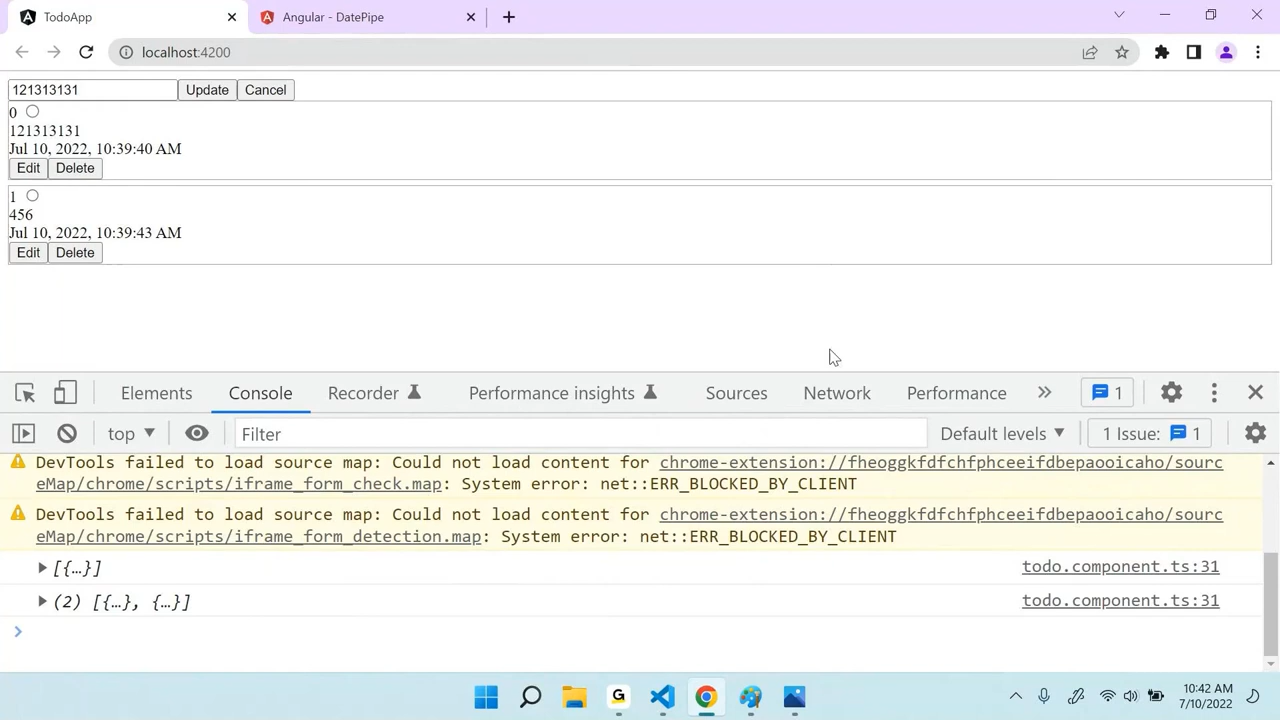 TodoApp
Angular - DatePipe
localhost:4200
121313131 Update Cancel
0
121313131
Jul 10, 2022, 10:39:40 AM
Edit Delete
1
456
Jul 10, 2022, 10:39:43 AM
Edit Delete
Elements Console Recorder Performance insights Sources Network Performance 1
top Filter Default levels 1 Issue: 1
DevTools failed to load source map: Could not load content for chrome-extension://fheoggkfdfchfphceeifdbepaooicaho/sourc
eMap/chrome/scripts/iframe_form_check.map: System error: net::ERR_BLOCKED_BY_CLIENT
DevTools failed to load source map: Could not load content for chrome-extension://fheoggkfdfchfphceeifdbepaooicaho/sourc
eMap/chrome/scripts/iframe_form_detection.map: System error: net::ERR_BLOCKED_BY_CLIENT
[{…}] todo.component.ts:31
(2) [{…}, {…}] todo.component.ts:31
10:42 AM
7/10/2022